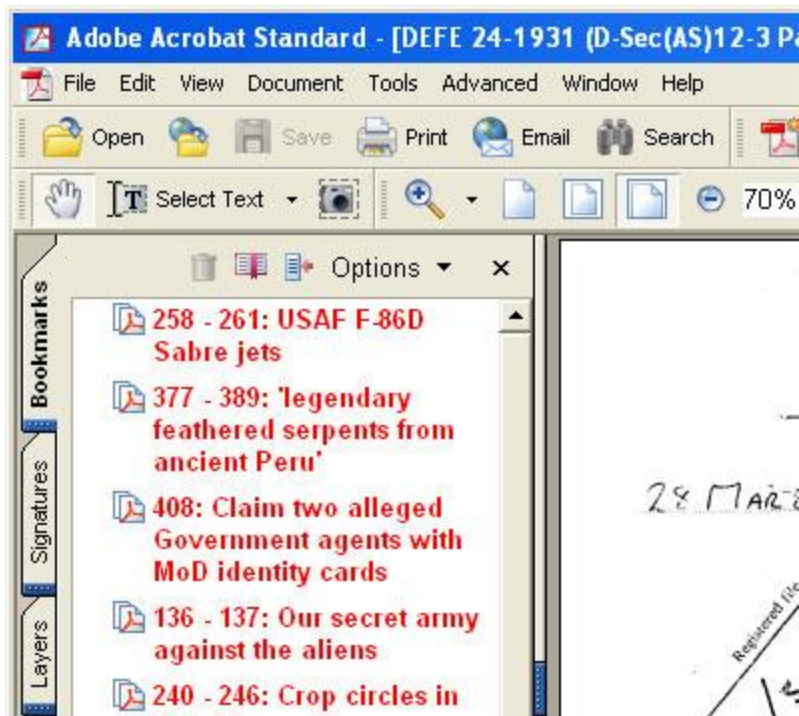 Adobe Acrobat Standard - [DEFE 24-1931 (D-Sec(AS)12-3 Pa
File Edit View Document Tools Advanced Window Help
Open Save Print Email Search
T Select Text 70%
Options
Bookmarks
Signatures
Layers
258 - 261: USAF F-86D
Sabre jets
377 - 389: 'legendary
feathered serpents from
ancient Peru'
408: Claim two alleged
Government agents with
MoD identity cards
136 - 137: Our secret army
against the aliens
240 - 246: Crop circles in
28 MAR
Registered file